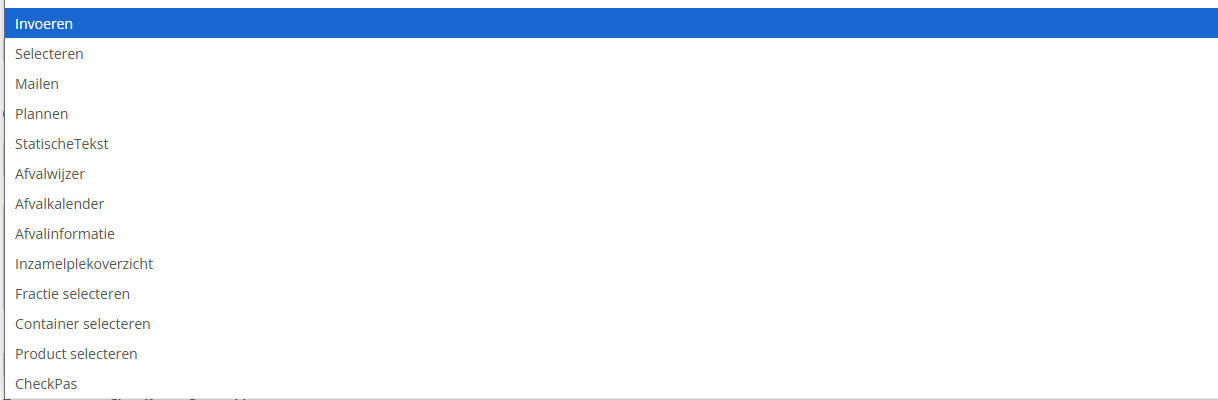 Invoeren
Selecteren
Mailen
Plannen
StatischeTekst
Afvalwijzer
Afvalkalender
Afvalinformatie
Inzamelplekoverzicht
Fractie selecteren
Container selecteren
Product selecteren
CheckPas